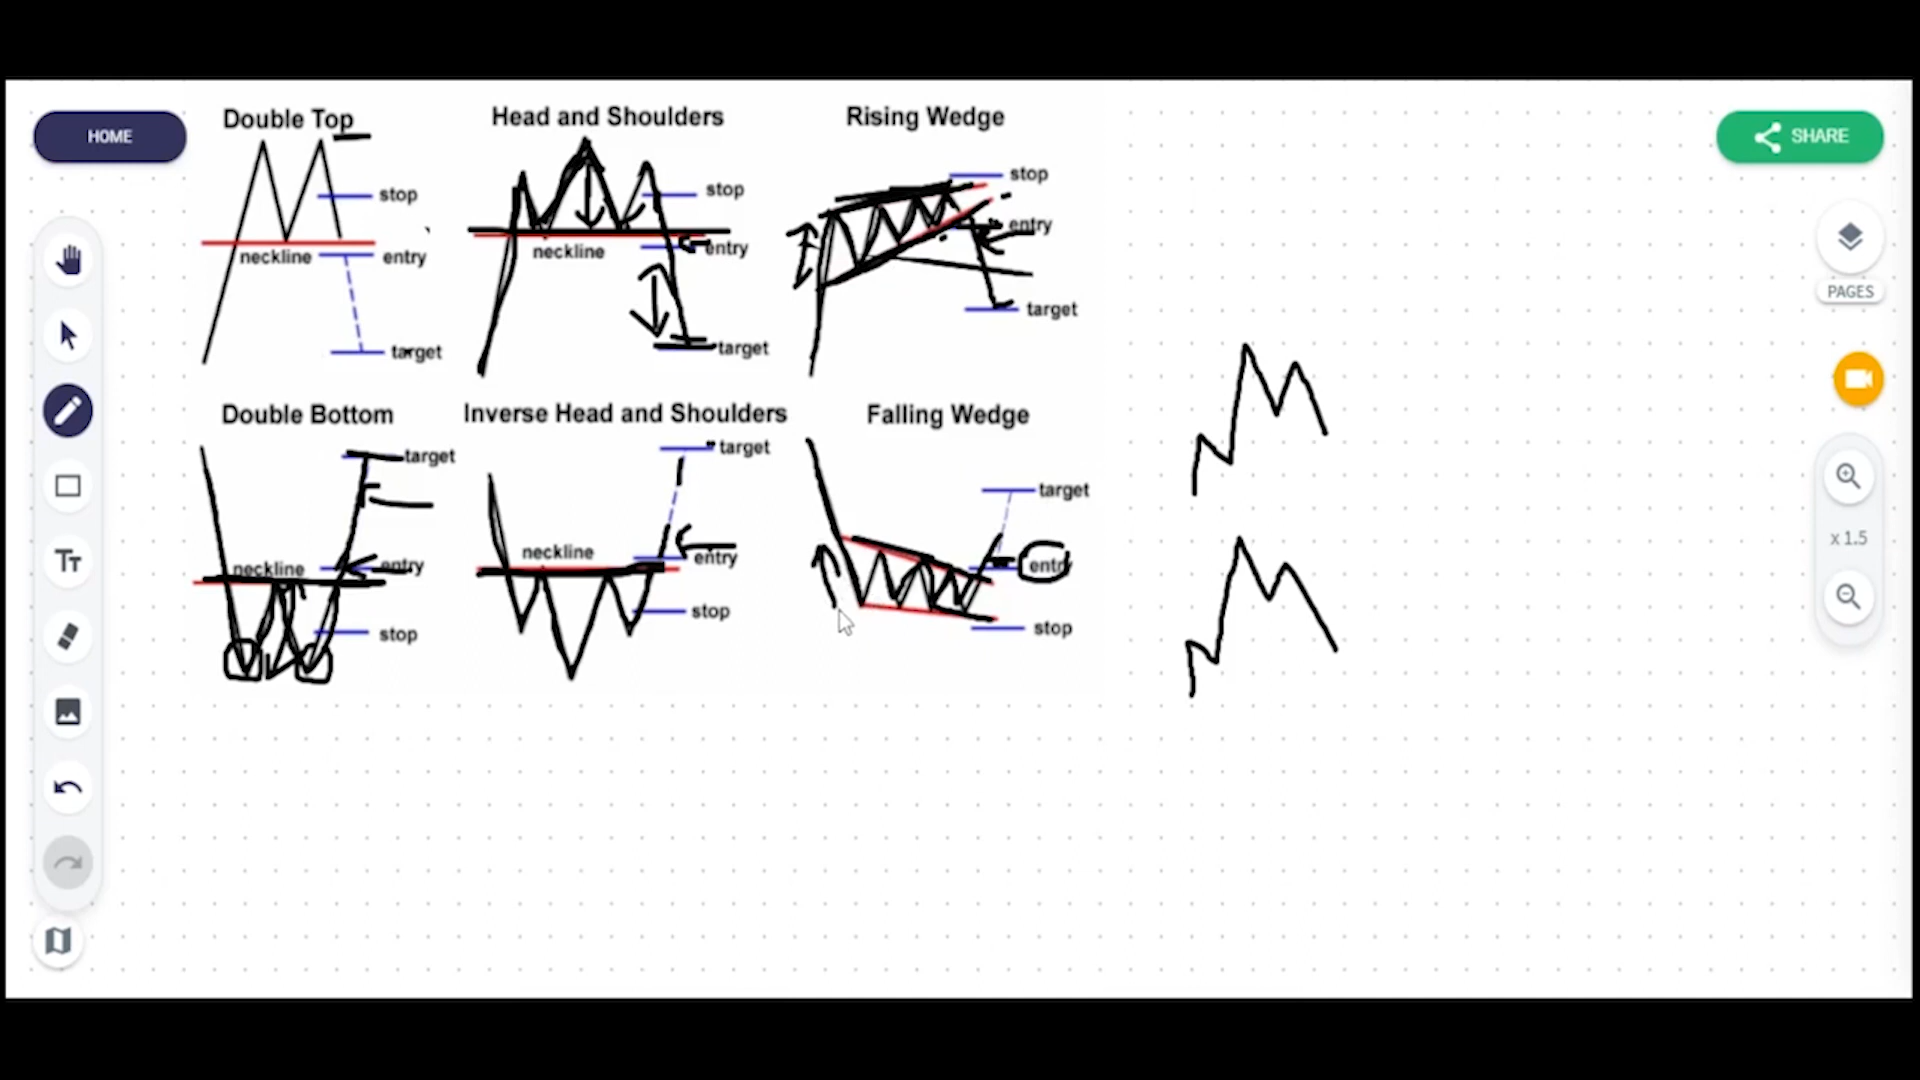 HOME
SHARE
PAGES
x 1.5
Double Top
stop
neckline
entry
target
Head and Shoulders
stop
neckline
entry
target
Rising Wedge
stop
entry
target
Double Bottom
target
neckline
entry
stop
Inverse Head and Shoulders
target
neckline
entry
stop
Falling Wedge
target
entry
stop
Tт